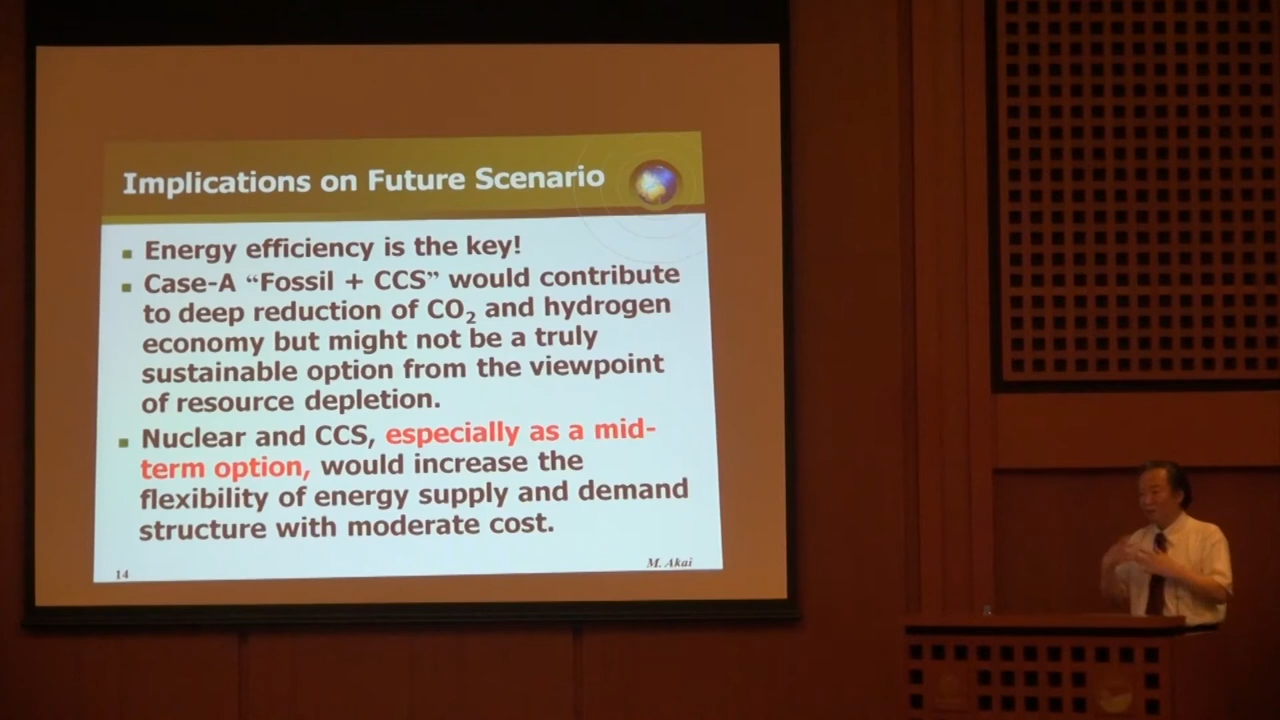 Implications on Future Scenario
Energy efficiency is the key!
Case-A “Fossil + CCS” would contribute
to deep reduction of CO₂ and hydrogen
economy but might not be a truly
sustainable option from the viewpoint
of resource depletion.
Nuclear and CCS, especially as a mid-
term option, would increase the
flexibility of energy supply and demand
structure with moderate cost.
14
M. Akai